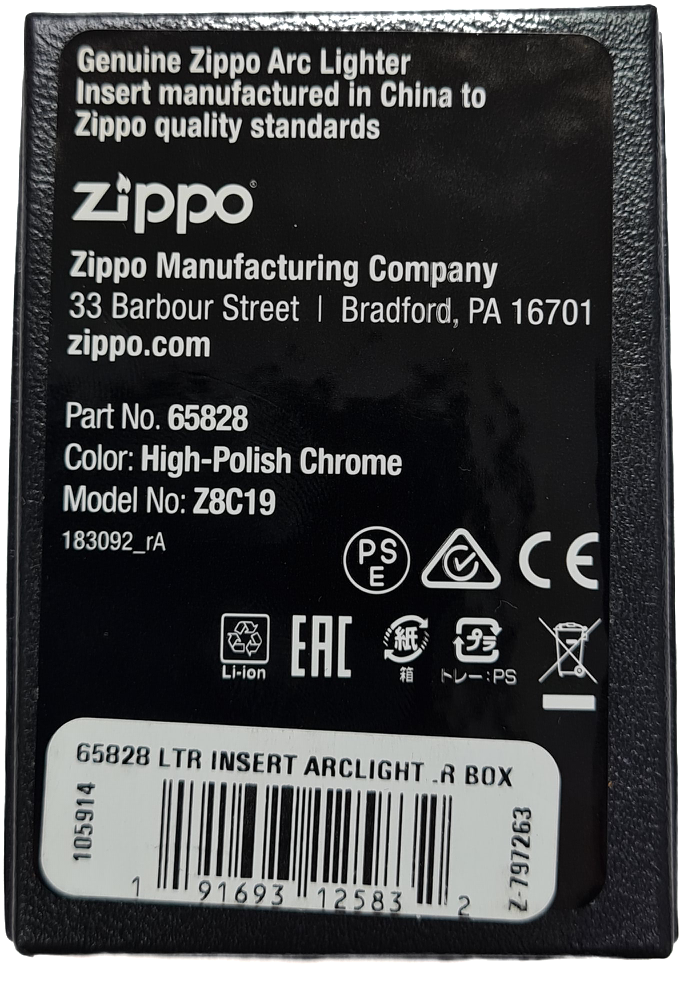 Genuine Zippo Arc Lighter
Insert manufactured in China to
Zippo quality standards
zippo®
Zippo Manufacturing Company
33 Barbour Street | Bradford, PA 16701
zippo.com
Part No. 65828
Color: High-Polish Chrome
Model No: Z8C19
183092_rA
PS
E
CE
Li-ion
EAC
紙
箱
プラ
トレー:PS
65828 LTR INSERT ARCLIGHT .R BOX
105914
Z-797263
1 91693 12583 2